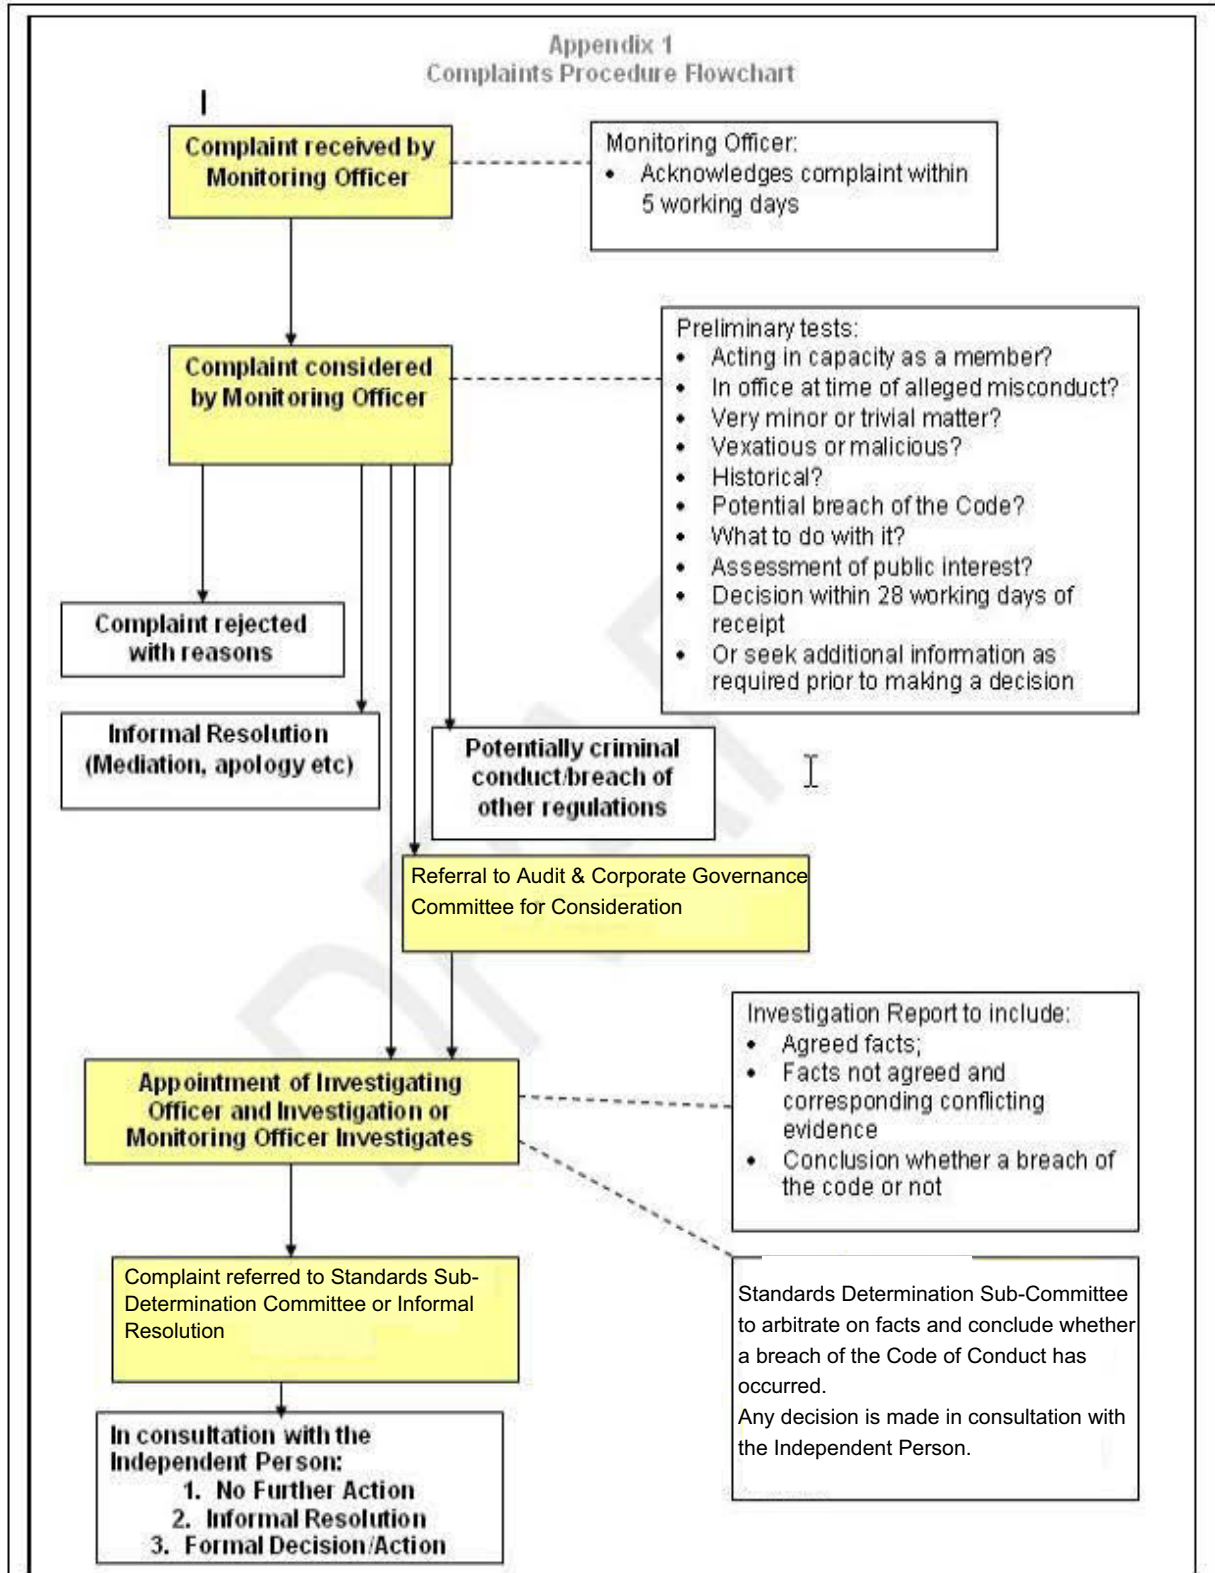 Appendix 1
Complaints Procedure Flowchart
Complaint received by
Monitoring Officer
Monitoring Officer:
• Acknowledges complaint within
5 working days
Complaint considered
by Monitoring Officer
Preliminary tests:
• Acting in capacity as a member?
• In office at time of alleged misconduct?
• Very minor or trivial matter?
• Vexatious or malicious?
• Historical?
• Potential breach of the Code?
• What to do with it?
• Assessment of public interest?
• Decision within 28 working days of
receipt
• Or seek additional information as
required prior to making a decision
Complaint rejected
with reasons
Informal Resolution
(Mediation, apology etc)
Potentially criminal
conduct/breach of
other regulations
Referral to Audit & Corporate Governance
Committee for Consideration
Appointment of Investigating
Officer and Investigation or
Monitoring Officer Investigates
Investigation Report to include:
• Agreed facts;
• Facts not agreed and
corresponding conflicting
evidence
• Conclusion whether a breach of
the code or not
Complaint referred to Standards Sub-
Determination Committee or Informal
Resolution
Standards Determination Sub-Committee
to arbitrate on facts and conclude whether
a breach of the Code of Conduct has
occurred.
Any decision is made in consultation with
the Independent Person.
In consultation with the
Independent Person:
1. No Further Action
2. Informal Resolution
3. Formal Decision/Action
DRAFT